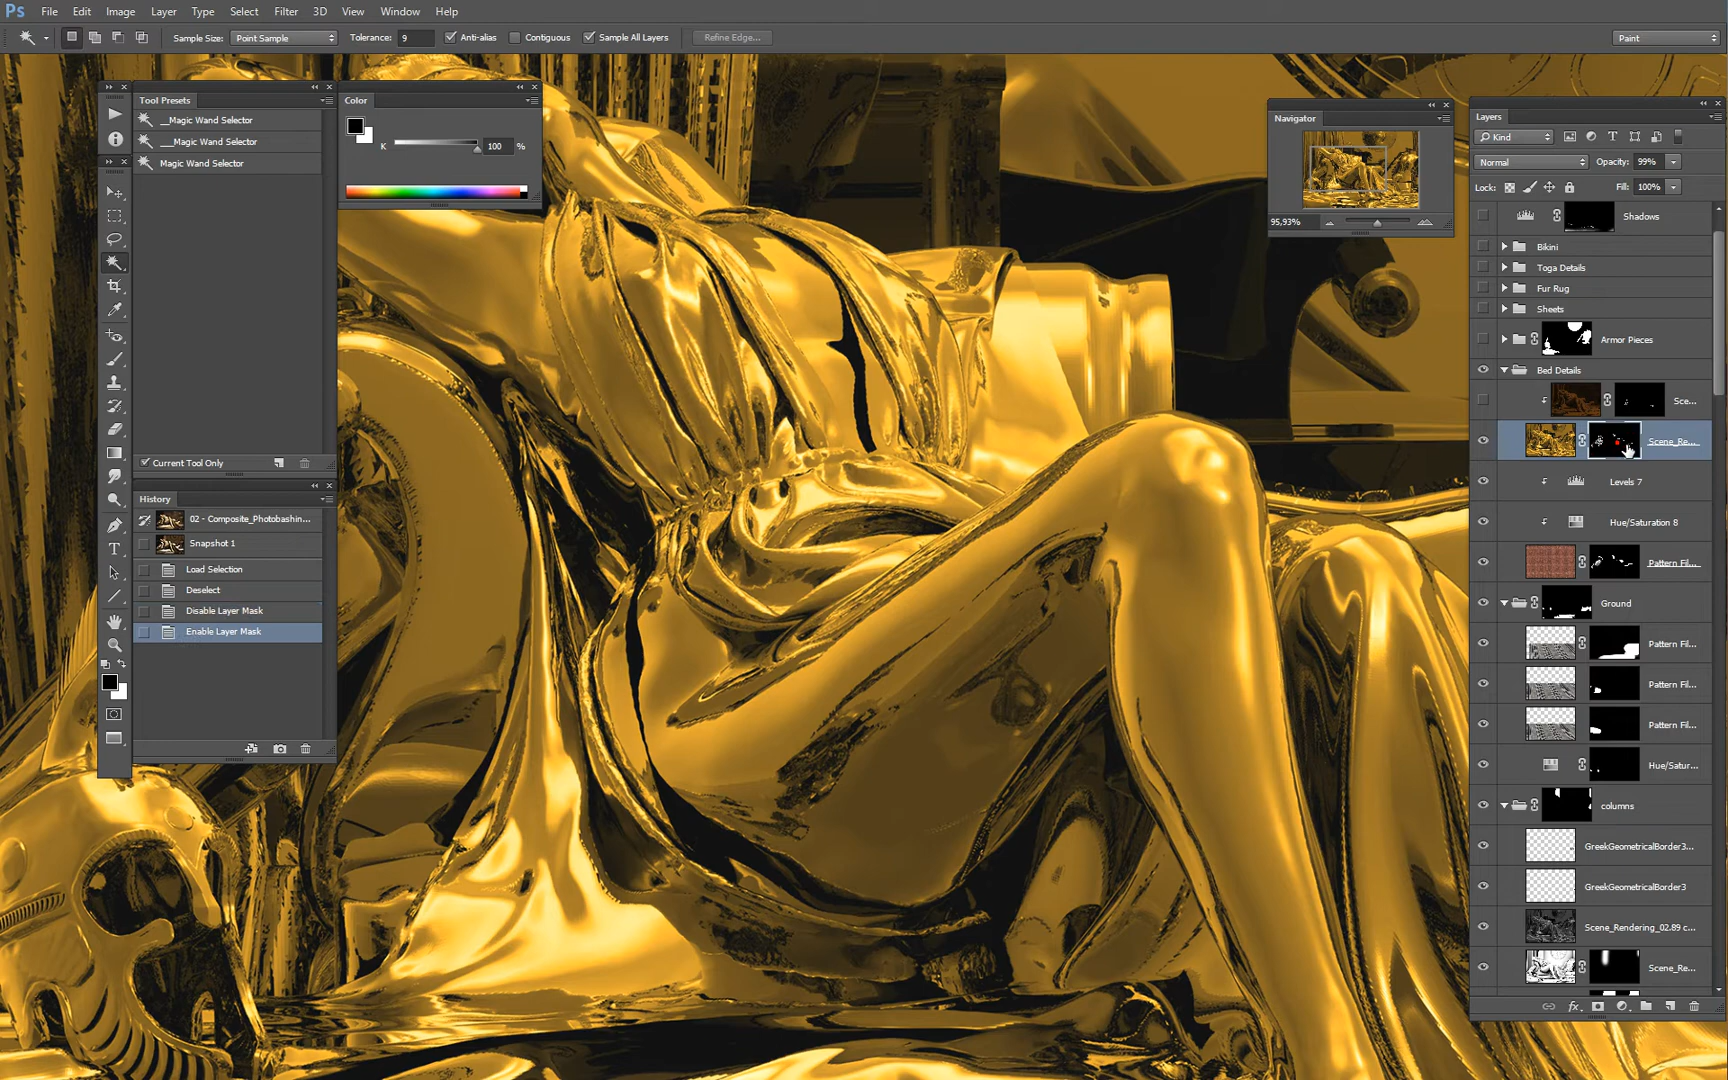 Ps File Edit Image Layer Type Select Filter 3D View Window Help
Sample Size: Point Sample Tolerance: 9 Anti-alias Contiguous Sample All Layers Refine Edge... Paint
Tool Presets
__Magic Wand Selector
___Magic Wand Selector
Magic Wand Selector
Current Tool Only
Color
K 100 %
History
02 - Composite_Photobashin...
Snapshot 1
Load Selection
Deselect
Disable Layer Mask
Enable Layer Mask
Navigator
95,93%
Layers
Kind
Normal Opacity: 99%
Lock: Fill: 100%
Shadows
Bikini
Toga Details
Fur Rug
Sheets
Armor Pieces
Bed Details
Sce...
Scene_Re...
Levels 7
Hue/Saturation 8
Pattern Fil...
Ground
Pattern Fil...
Pattern Fil...
Pattern Fil...
Hue/Satur...
columns
GreekGeometricalBorder3...
GreekGeometricalBorder3
Scene_Rendering_02.89 c...
Scene_Re...